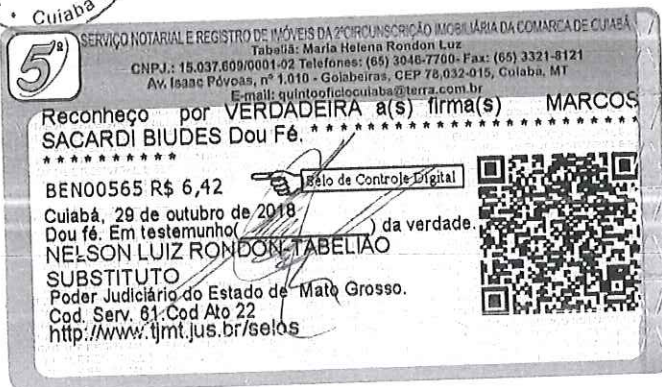 Cuiabá
5º
SERVIÇO NOTARIAL E REGISTRO DE IMÓVEIS DA 2ªCIRCUNSCRIÇÃO IMOBILIÁRIA DA COMARCA DE CUIABÁ
Tabeliã: Maria Helena Rondon Luz
CNPJ.: 15.037.609/0001-02 Telefones: (65) 3046-7700- Fax: (65) 3321-8121
Av. Isaac Póvoas, nº 1.010 - Goiabeiras, CEP 78.032-015, Cuiabá, MT
E-mail: quintooficiocuiaba@terra.com.br
Reconheço por VERDADEIRA a(s) firma(s) MARCOS
SACARDI BIUDES Dou Fé. * * * * * * * * * * * * * * * * * * * * * * *
* * * * * * * * * *
BEN00565 R$ 6,42 Selo de Controle Digital
Cuiabá, 29 de outubro de 2018
Dou fé. Em testemunho( ) da verdade.
NELSON LUIZ RONDON-TABELIÃO
SUBSTITUTO
Poder Judiciário do Estado de Mato Grosso.
Cod. Serv. 61.Cod Ato 22
http://www.tjmt.jus.br/selos